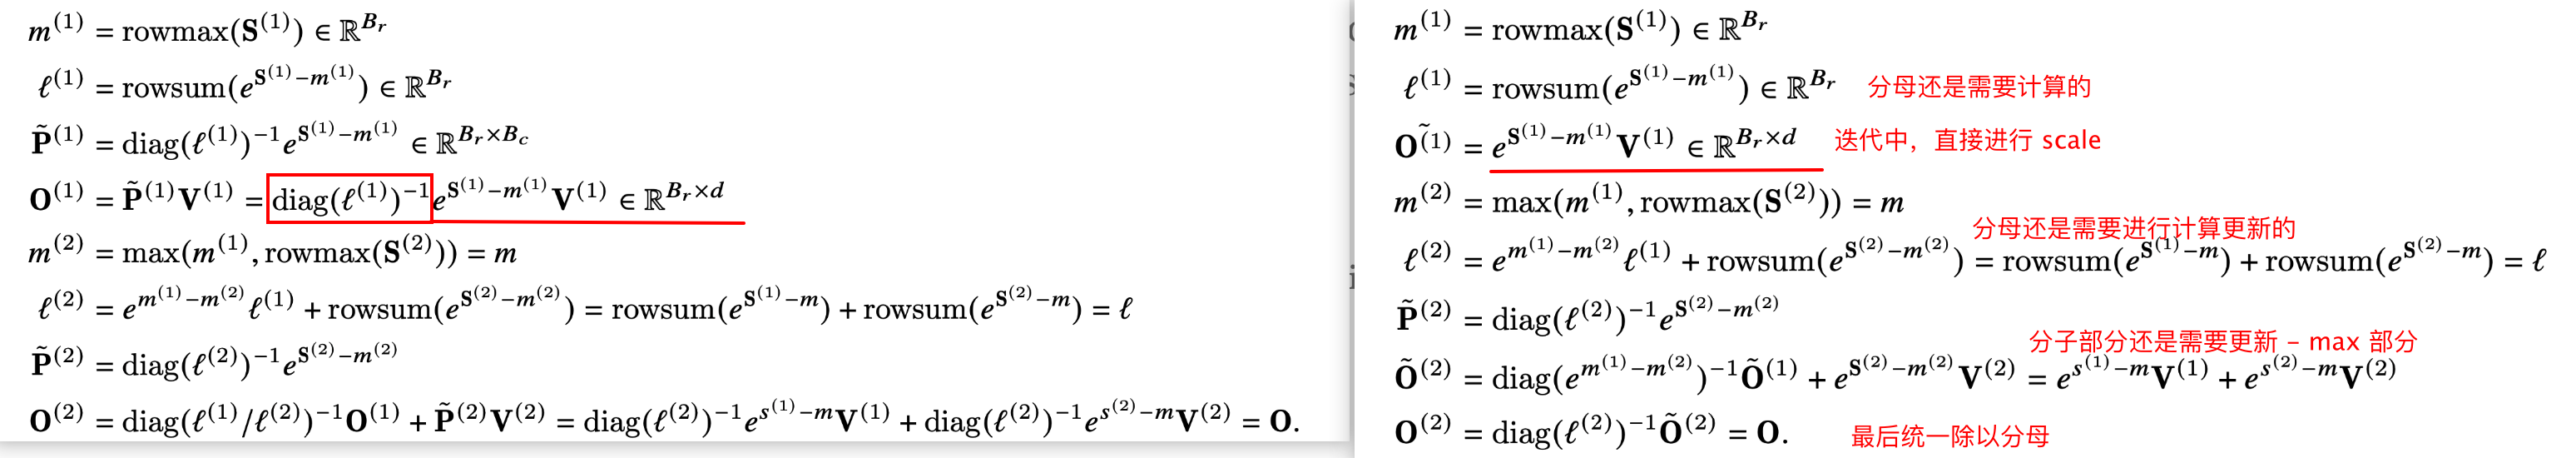 m^(1) = rowmax(S^(1)) ∈ ℝ^{B_r}
ℓ^(1) = rowsum(e^{S^(1)−m^(1)}) ∈ ℝ^{B_r}
P̃^(1) = diag(ℓ^(1))^{−1}e^{S^(1)−m^(1)} ∈ ℝ^{B_r×B_c}
O^(1) = P̃^(1)V^(1) = diag(ℓ^(1))^{−1}e^{S^(1)−m^(1)}V^(1) ∈ ℝ^{B_r×d}
m^(2) = max(m^(1), rowmax(S^(2))) = m
ℓ^(2) = e^{m^(1)−m^(2)}ℓ^(1) + rowsum(e^{S^(2)−m^(2)}) = rowsum(e^{S^(1)−m}) + rowsum(e^{S^(2)−m}) = ℓ
P̃^(2) = diag(ℓ^(2))^{−1}e^{S^(2)−m^(2)}
O^(2) = diag(ℓ^(1)/ℓ^(2))^{−1}O^(1) + P̃^(2)V^(2) = diag(ℓ^(2))^{−1}e^{s^(1)−m}V^(1) + diag(ℓ^(2))^{−1}e^{s^(2)−m}V^(2) = O.
m^(1) = rowmax(S^(1)) ∈ ℝ^{B_r}
ℓ^(1) = rowsum(e^{S^(1)−m^(1)}) ∈ ℝ^{B_r} 分母还是需要计算的
Õ^(1) = e^{S^(1)−m^(1)}V^(1) ∈ ℝ^{B_r×d} 迭代中，直接进行 scale
m^(2) = max(m^(1), rowmax(S^(2))) = m
分母还是需要进行计算更新的
ℓ^(2) = e^{m^(1)−m^(2)}ℓ^(1) + rowsum(e^{S^(2)−m^(2)}) = rowsum(e^{S^(1)−m}) + rowsum(e^{S^(2)−m}) = ℓ
P̃^(2) = diag(ℓ^(2))^{−1}e^{S^(2)−m^(2)}
分子部分还是需要更新 – max 部分
Õ^(2) = diag(e^{m^(1)−m^(2)})^{−1}Õ^(1) + e^{S^(2)−m^(2)}V^(2) = e^{s^(1)−m}V^(1) + e^{s^(2)−m}V^(2)
O^(2) = diag(ℓ^(2))^{−1}Õ^(2) = O. 最后统一除以分母